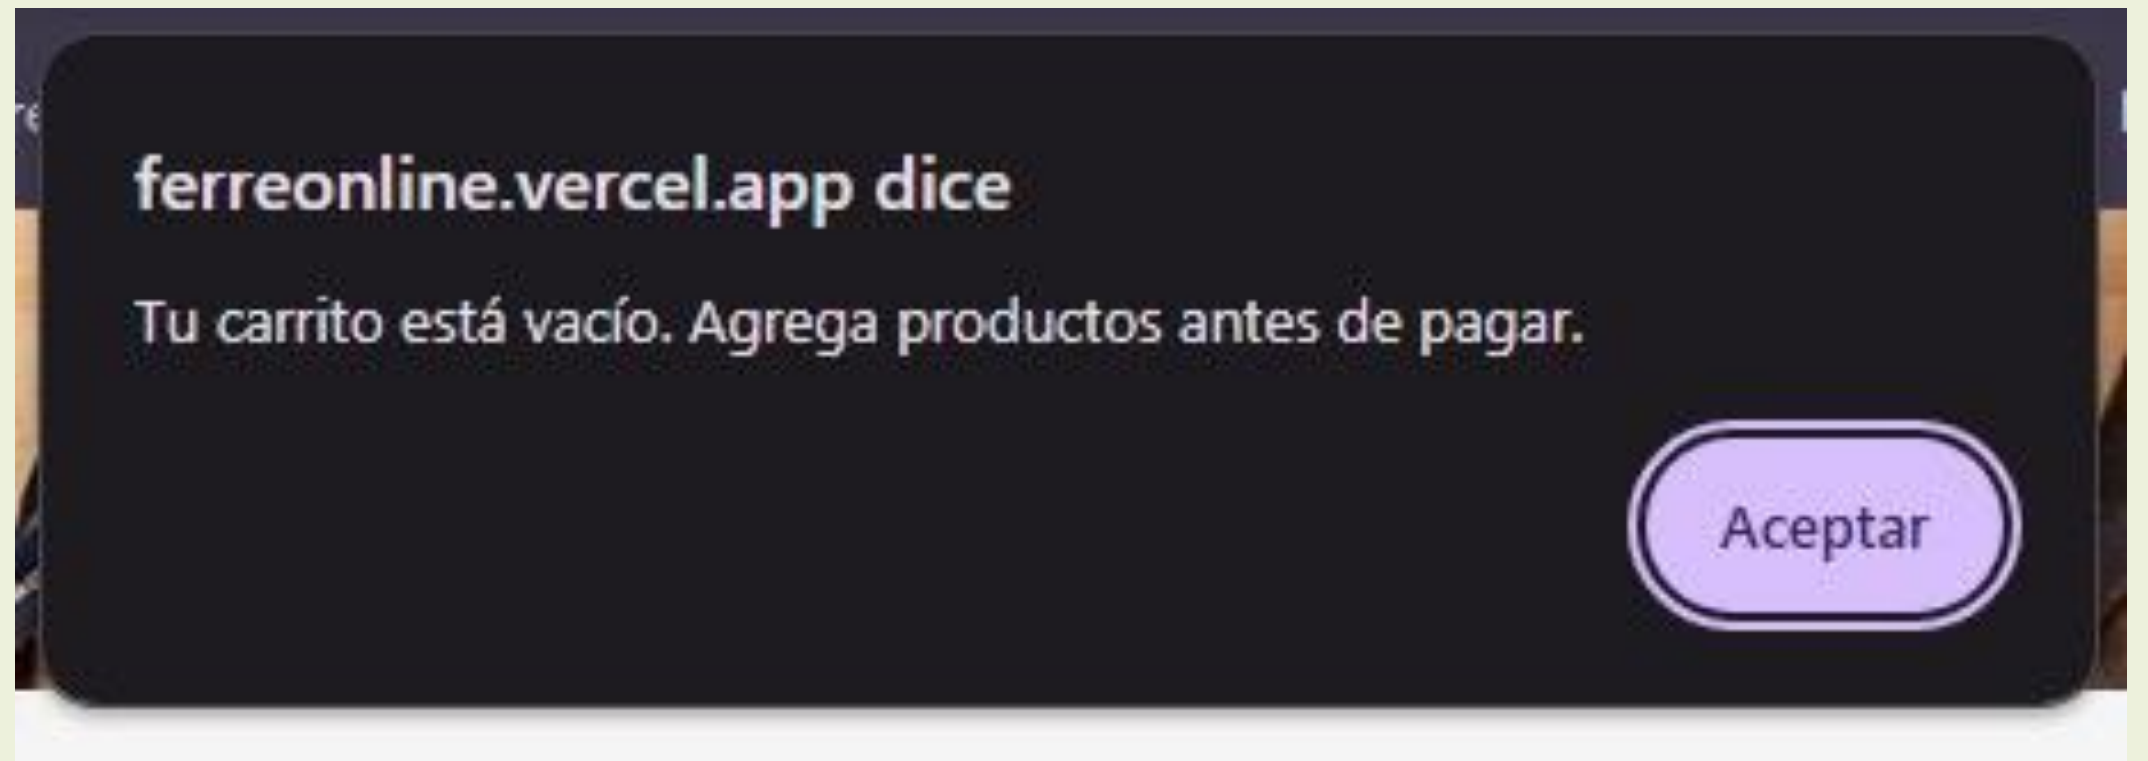 ferreonline.vercel.app dice
Tu carrito está vacío. Agrega productos antes de pagar.
Aceptar